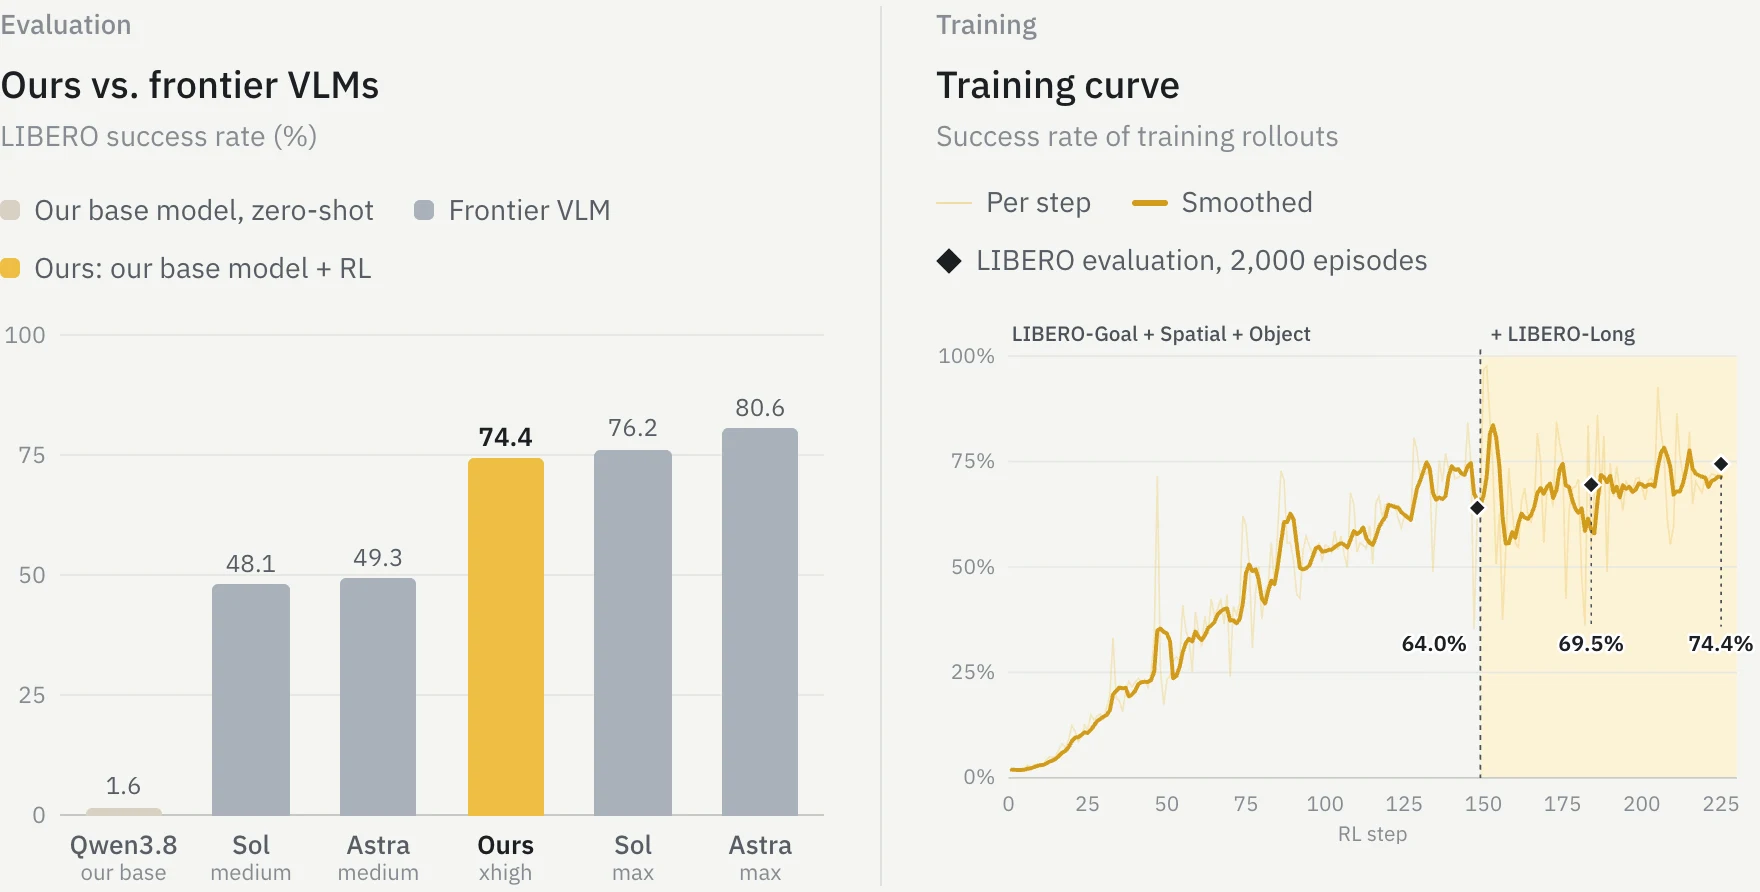 Evaluation
Ours vs. frontier VLMs
LIBERO success rate (%)
Our base model, zero-shot
Frontier VLM
Ours: our base model + RL
100
75
50
25
0
1.6
48.1
49.3
74.4
76.2
80.6
Qwen3.8
our base
Sol
medium
Astra
medium
Ours
xhigh
Sol
max
Astra
max
Training
Training curve
Success rate of training rollouts
Per step
Smoothed
LIBERO evaluation, 2,000 episodes
LIBERO-Goal + Spatial + Object
+ LIBERO-Long
100%
75%
50%
25%
0%
64.0%
69.5%
74.4%
0 25 50 75 100 125 150 175 200 225
RL step